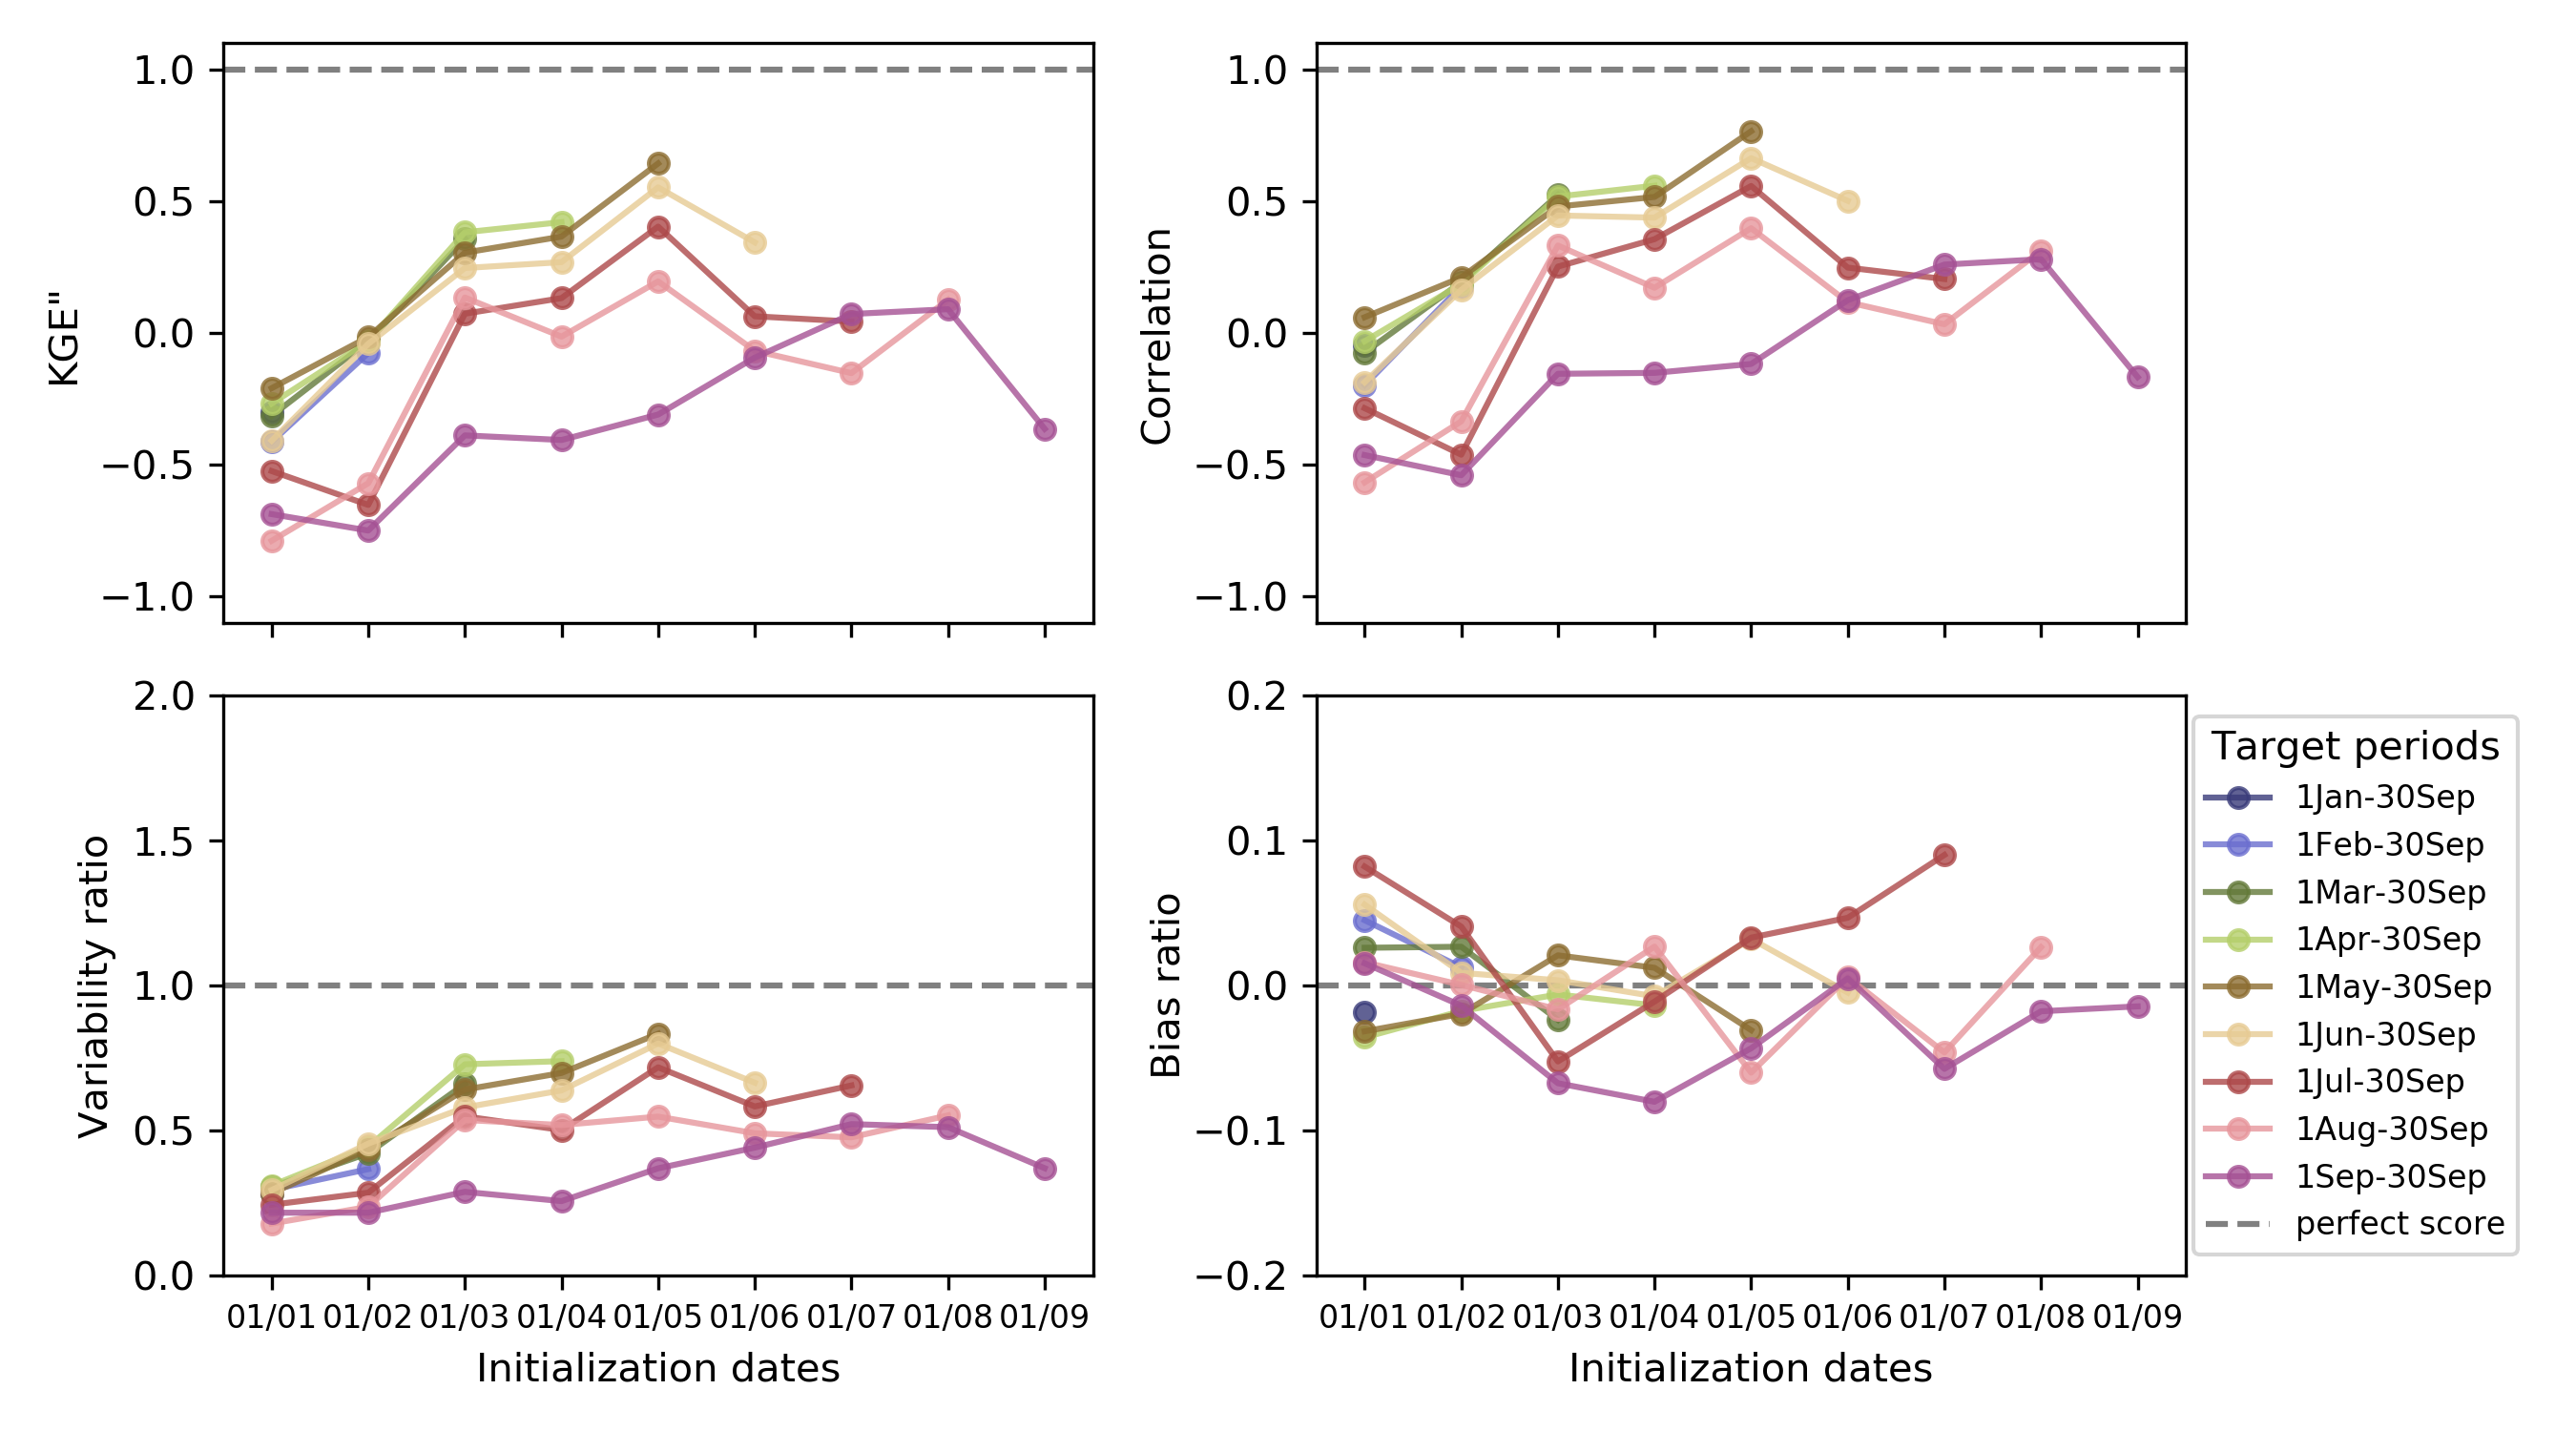 KGE"
1.0
0.5
0.0
−0.5
−1.0
Correlation
1.0
0.5
0.0
−0.5
−1.0
Variability ratio
2.0
1.5
1.0
0.5
0.0
01/01 01/02 01/03 01/04 01/05 01/06 01/07 01/08 01/09
Initialization dates
Bias ratio
0.2
0.1
0.0
−0.1
−0.2
01/01 01/02 01/03 01/04 01/05 01/06 01/07 01/08 01/09
Initialization dates
Target periods
1Jan-30Sep
1Feb-30Sep
1Mar-30Sep
1Apr-30Sep
1May-30Sep
1Jun-30Sep
1Jul-30Sep
1Aug-30Sep
1Sep-30Sep
perfect score